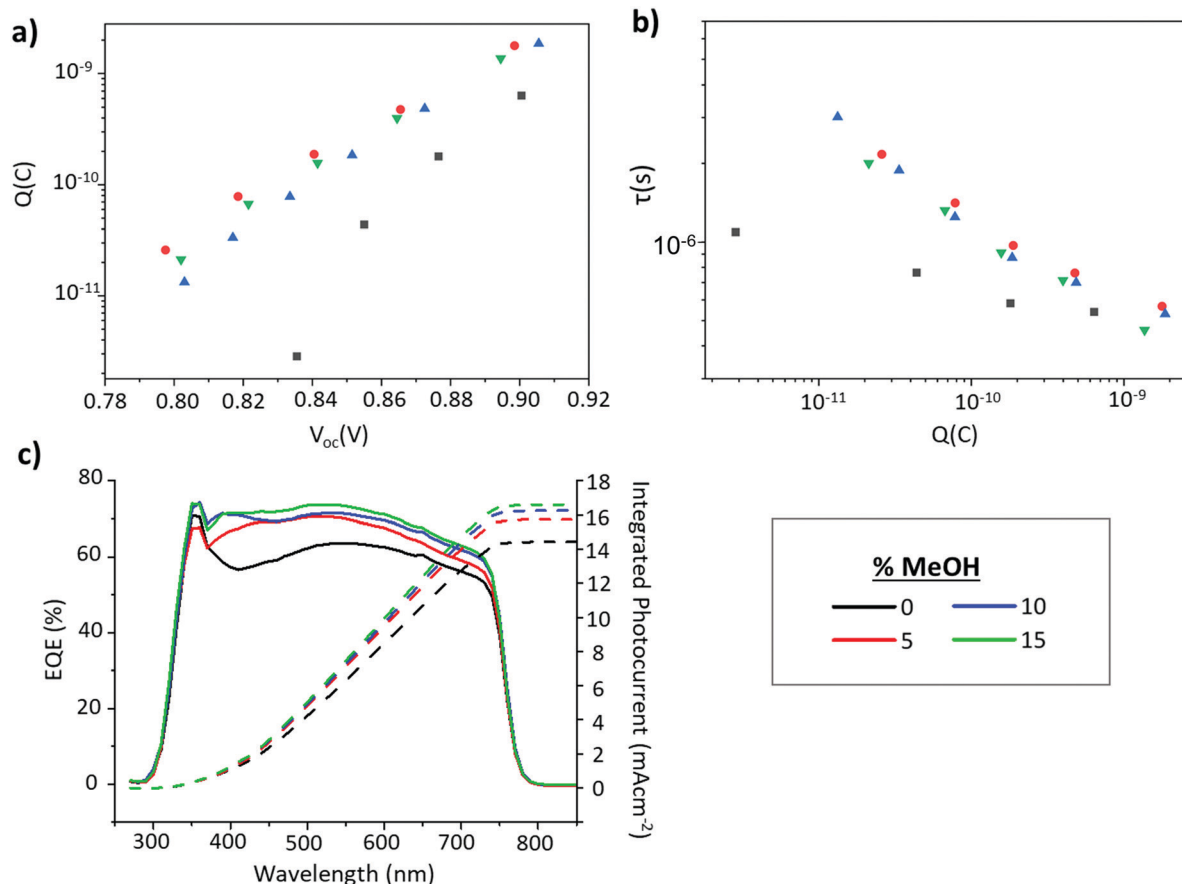 a)
10⁻⁹
10⁻¹⁰
10⁻¹¹
Q(C)
0.78 0.80 0.82 0.84 0.86 0.88 0.90 0.92
Voc(V)
b)
τ(s)
10⁻⁶
10⁻¹¹ 10⁻¹⁰ 10⁻⁹
Q(C)
c)
80
60
40
20
0
EQE (%)
18
16
14
12
10
8
6
4
2
0
Integrated Photocurrent (mAcm⁻²)
300 400 500 600 700 800
Wavelength (nm)
% MeOH
0 10
5 15